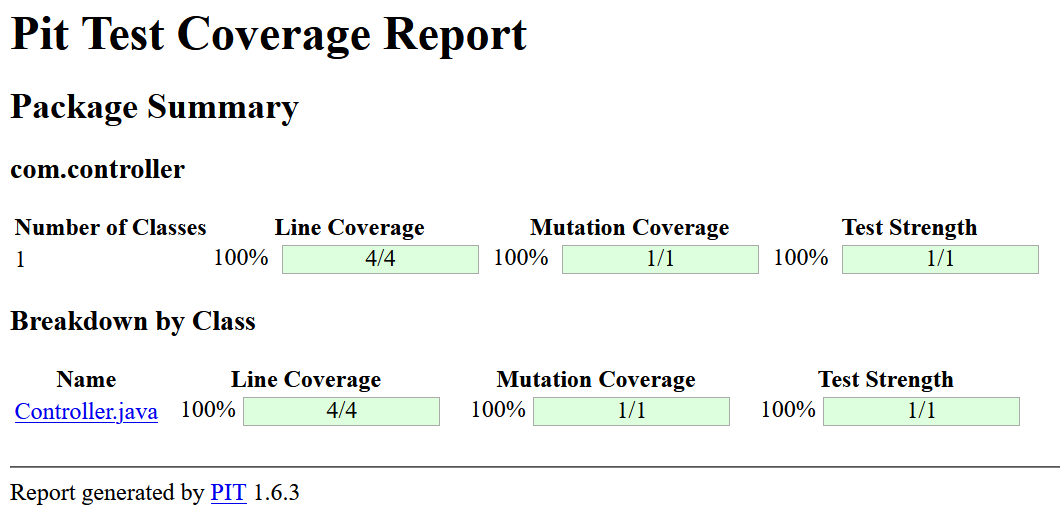 Pit Test Coverage Report
Package Summary
com.controller
Number of Classes Line Coverage Mutation Coverage Test Strength
1 100% 4/4 100% 1/1 100% 1/1
Breakdown by Class
Name Line Coverage Mutation Coverage Test Strength
Controller.java 100% 4/4 100% 1/1 100% 1/1
Report generated by PIT 1.6.3